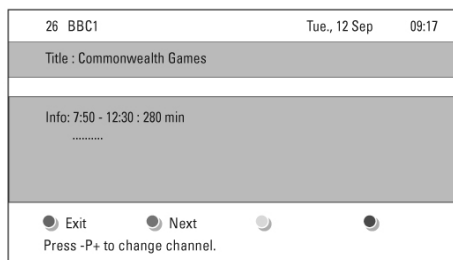 26 BBC1 Tue., 12 Sep 09:17
Title : Commonwealth Games
Info: 7:50 - 12:30 : 280 min
..........
Exit Next
Press -P+ to change channel.